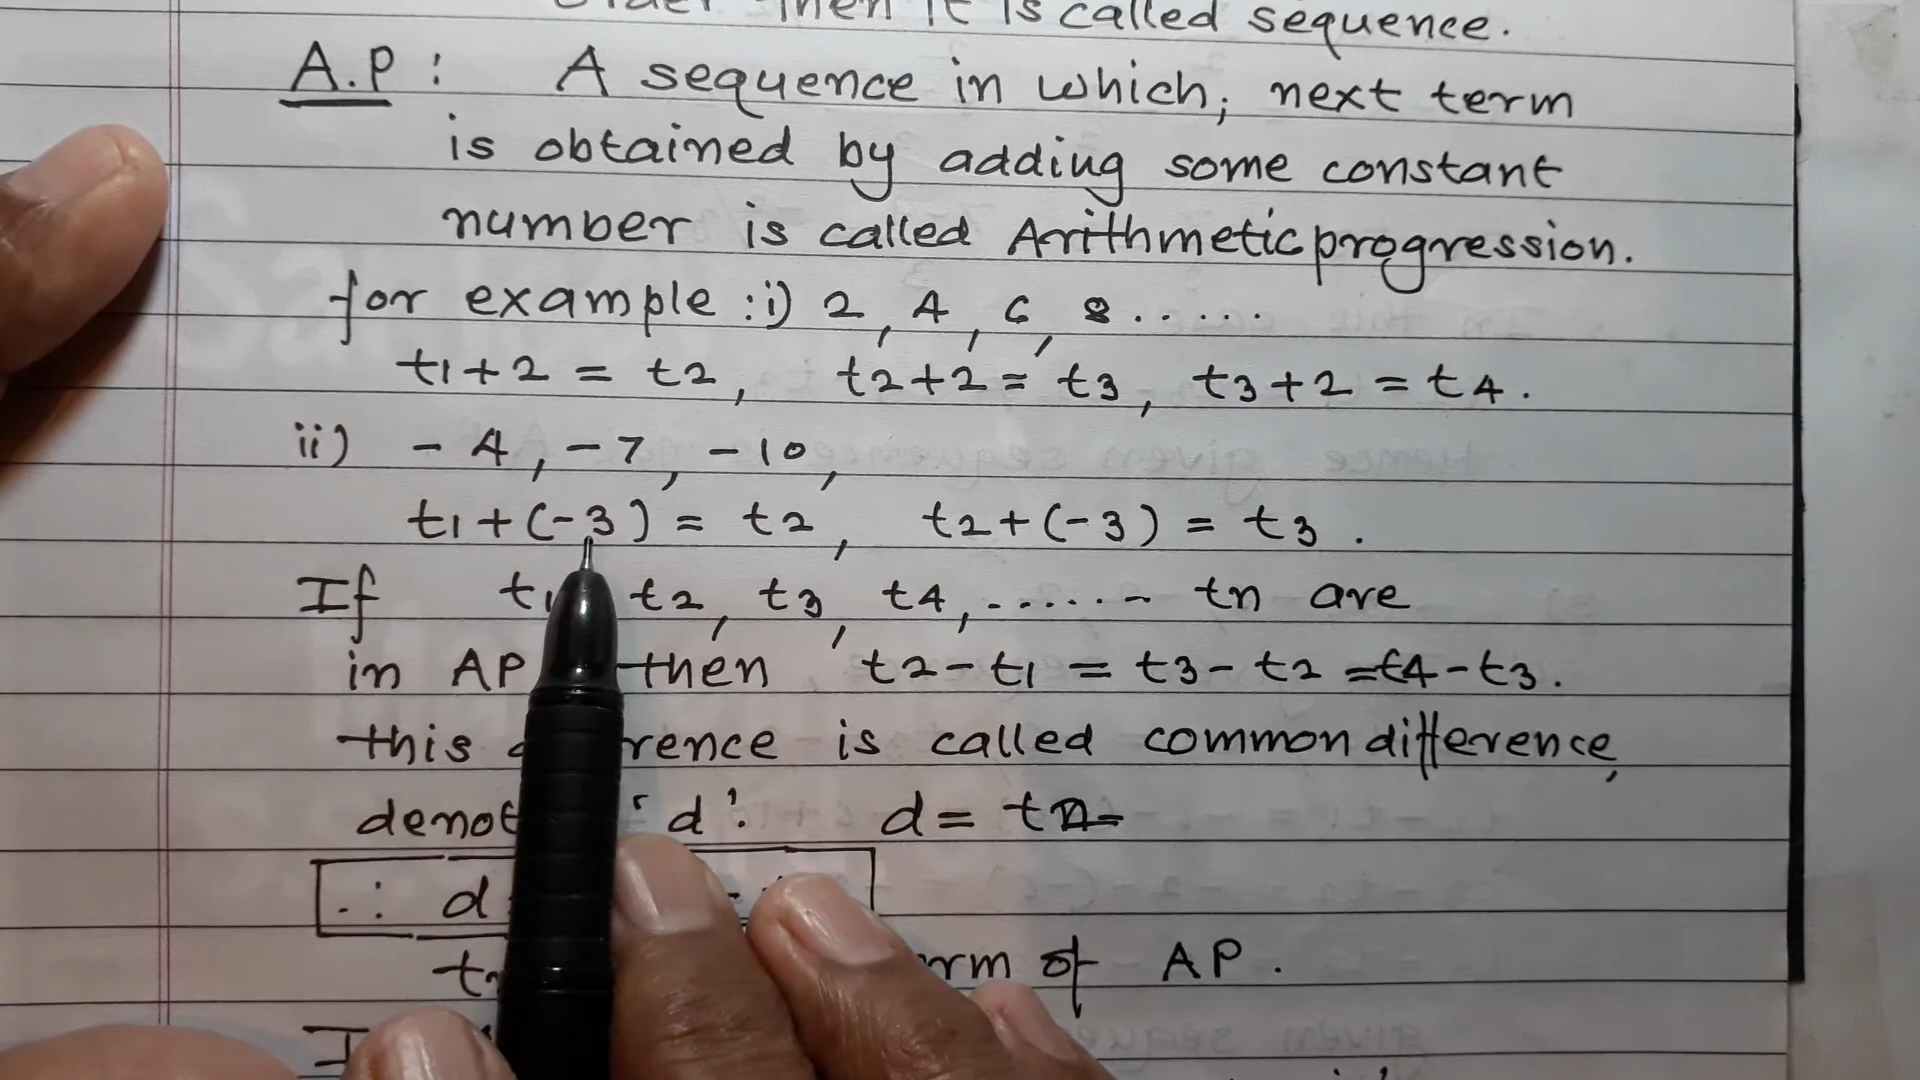 then it is called sequence.
A.P : A sequence in which, next term
is obtained by adding some constant
number is called Arithmetic progression.
for example : i) 2, 4, 6, 8 .....
t1 + 2 = t2, t2 + 2 = t3, t3 + 2 = t4.
ii) - 4, - 7, - 10,
t1 + (-3) = t2, t2 + (-3) = t3.
If t1 t2, t3, t4, ...... tn are
in AP then t2 - t1 = t3 - t2 = t4 - t3.
this is called common difference,
'd'. d = tn-
∴ d
of AP.